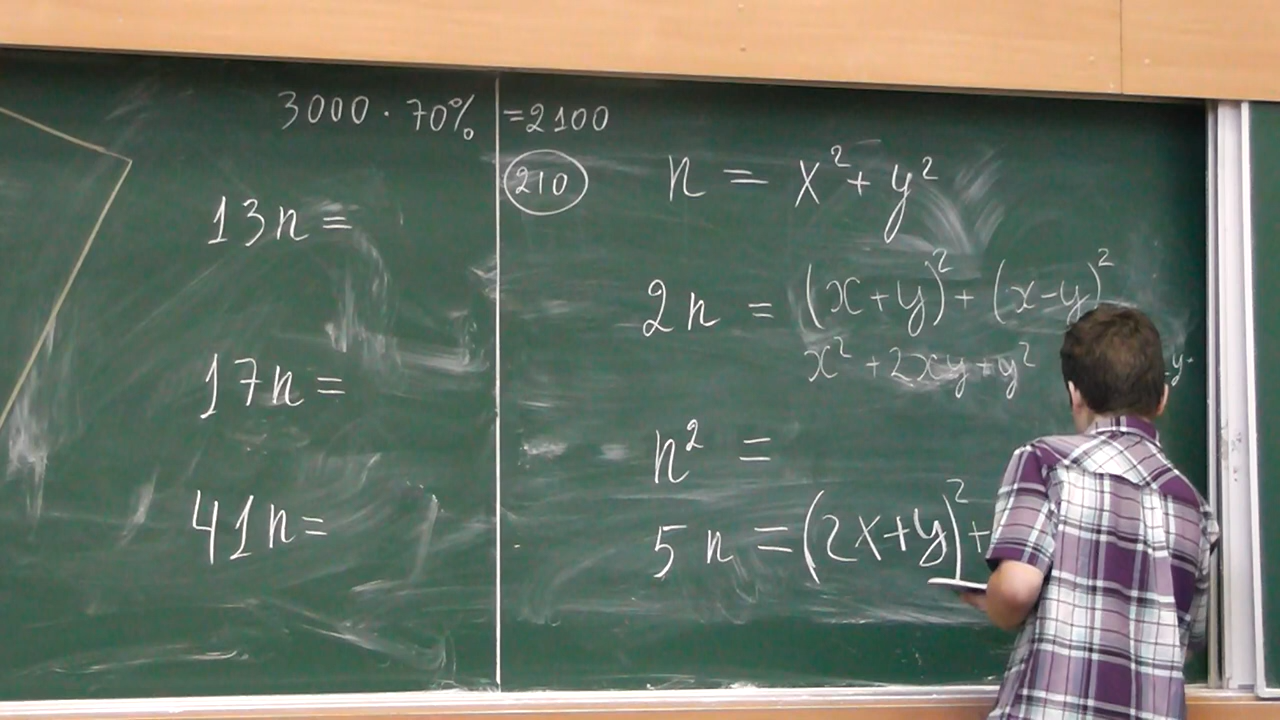 3000 · 70% = 2100
13n =
17n =
41n =
210
n = x² + y²
2n = (x+y)² + (x-y)²
x² + 2xy + y²
n² =
5n = (2x+y)² +